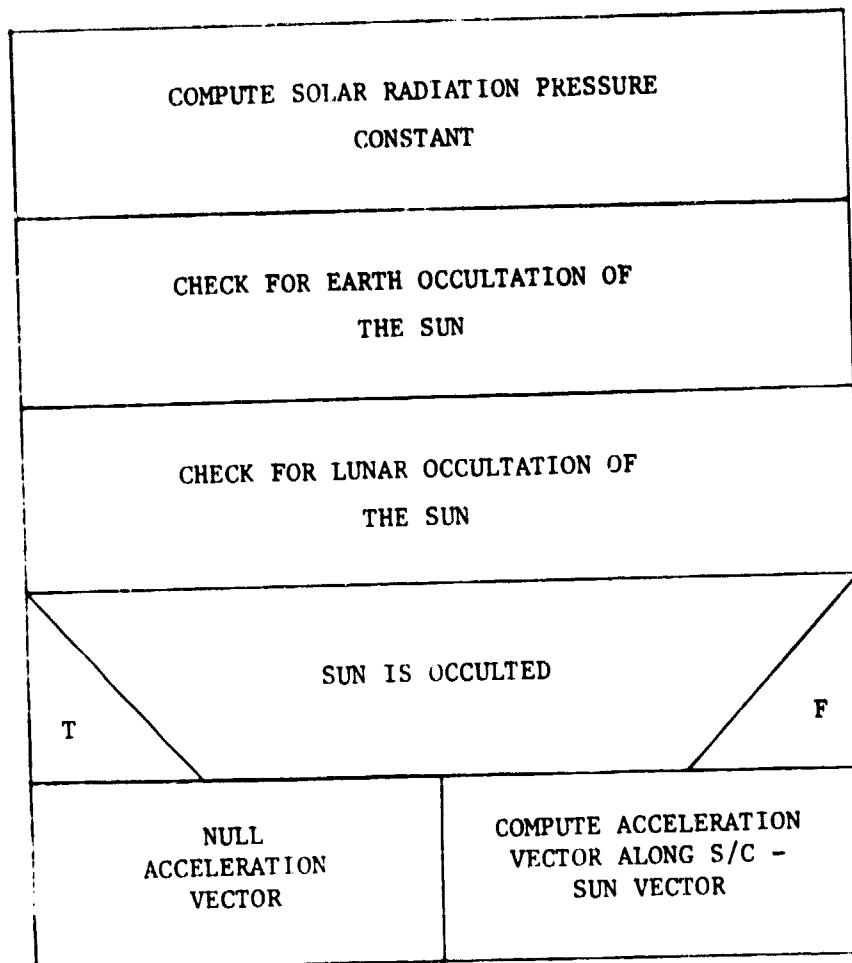 COMPUTE SOLAR RADIATION PRESSURE
CONSTANT
CHECK FOR EARTH OCCULTATION OF
THE SUN
CHECK FOR LUNAR OCCULTATION OF
THE SUN
SUN IS OCCULTED
T
F
NULL
ACCELERATION
VECTOR
COMPUTE ACCELERATION
VECTOR ALONG S/C -
SUN VECTOR